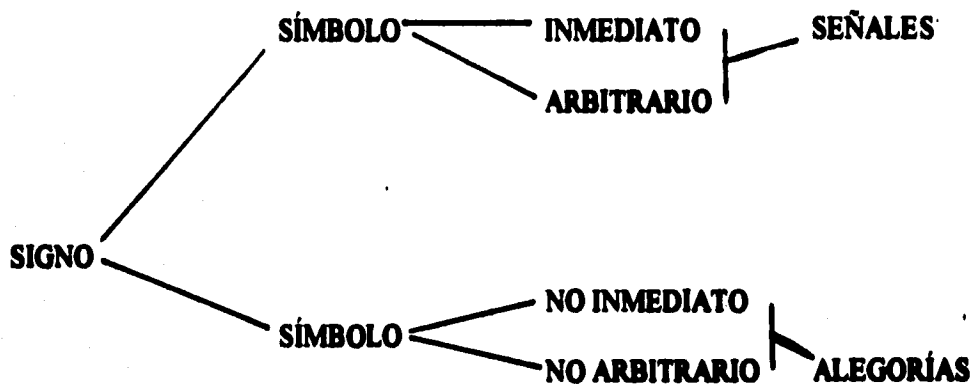 SÍMBOLO INMEDIATO SEÑALES
ARBITRARIO
SIGNO
NO INMEDIATO
SÍMBOLO
NO ARBITRARIO ALEGORÍAS